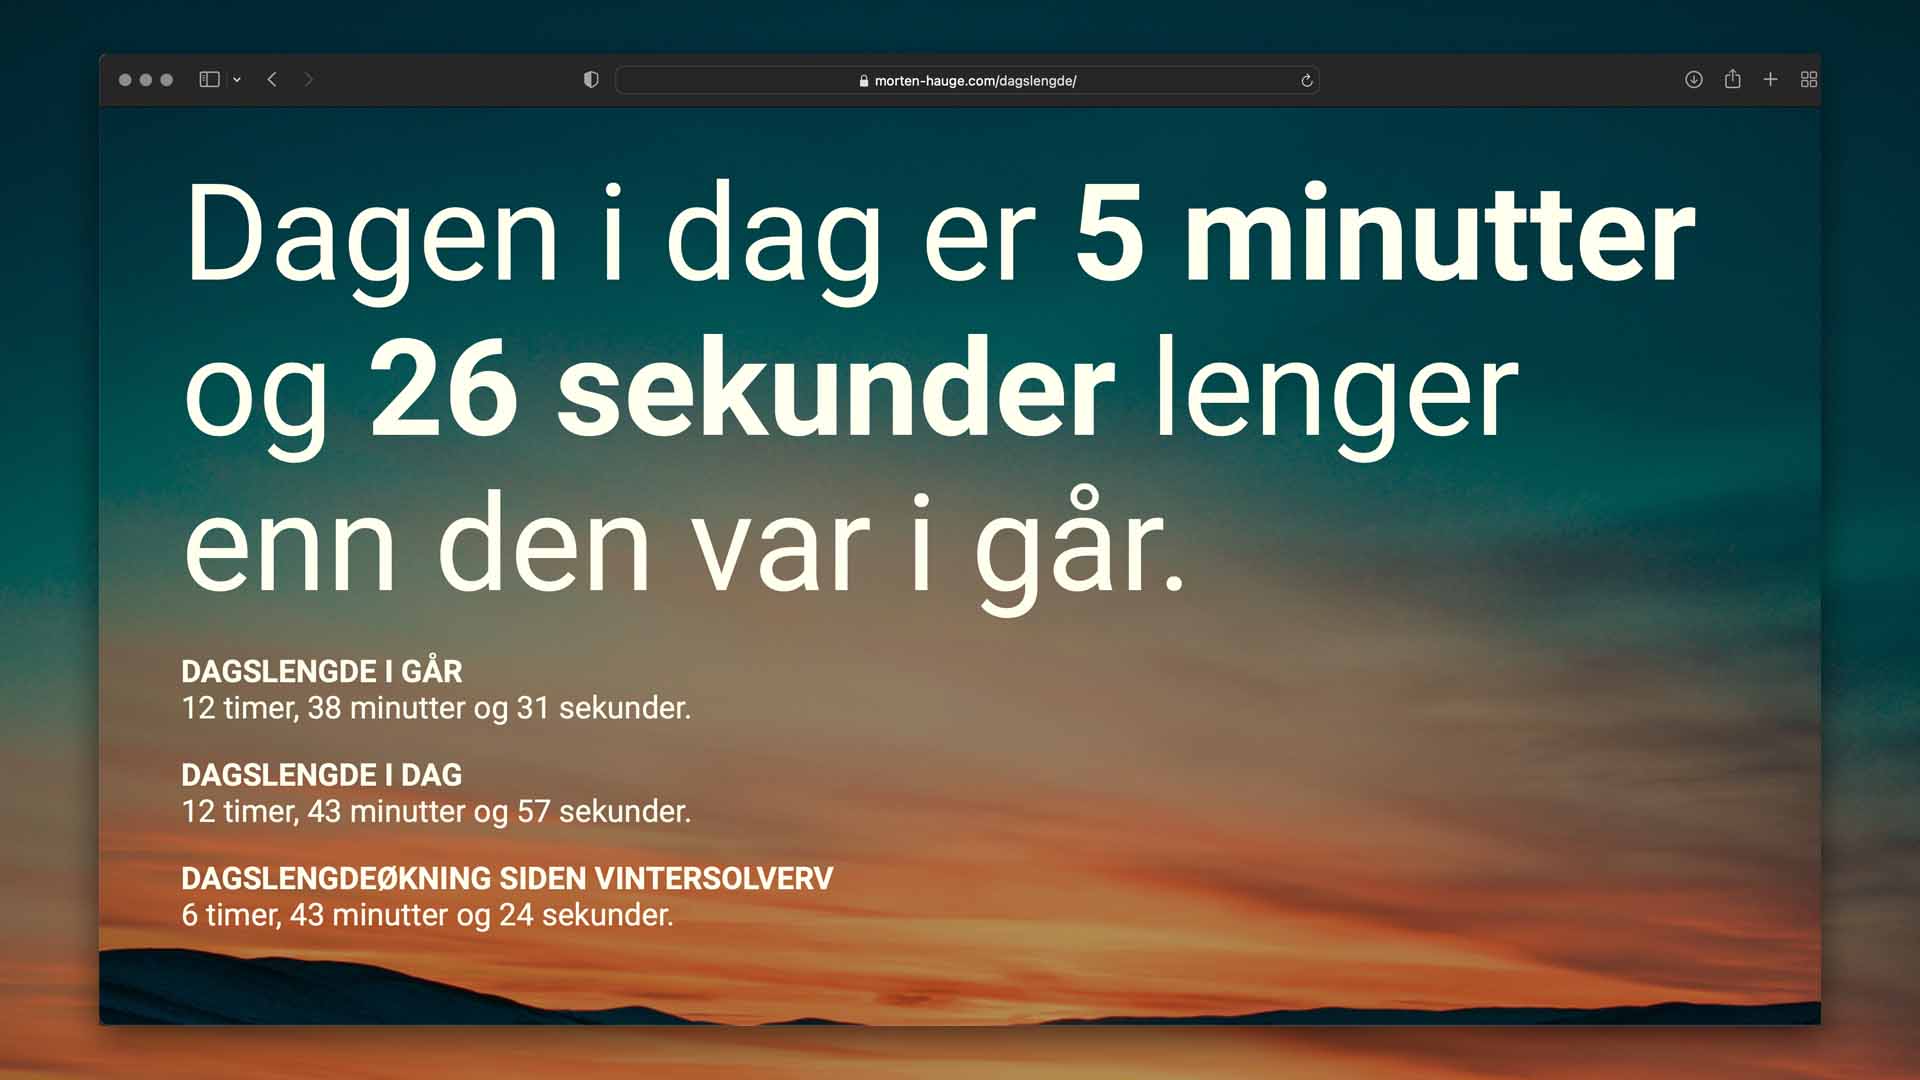 morten-hauge.com/dagslengde/
Dagen i dag er 5 minutter
og 26 sekunder lenger
enn den var i går.
DAGSLENGDE I GÅR
12 timer, 38 minutter og 31 sekunder.
DAGSLENGDE I DAG
12 timer, 43 minutter og 57 sekunder.
DAGSLENGDEØKNING SIDEN VINTERSOLVERV
6 timer, 43 minutter og 24 sekunder.